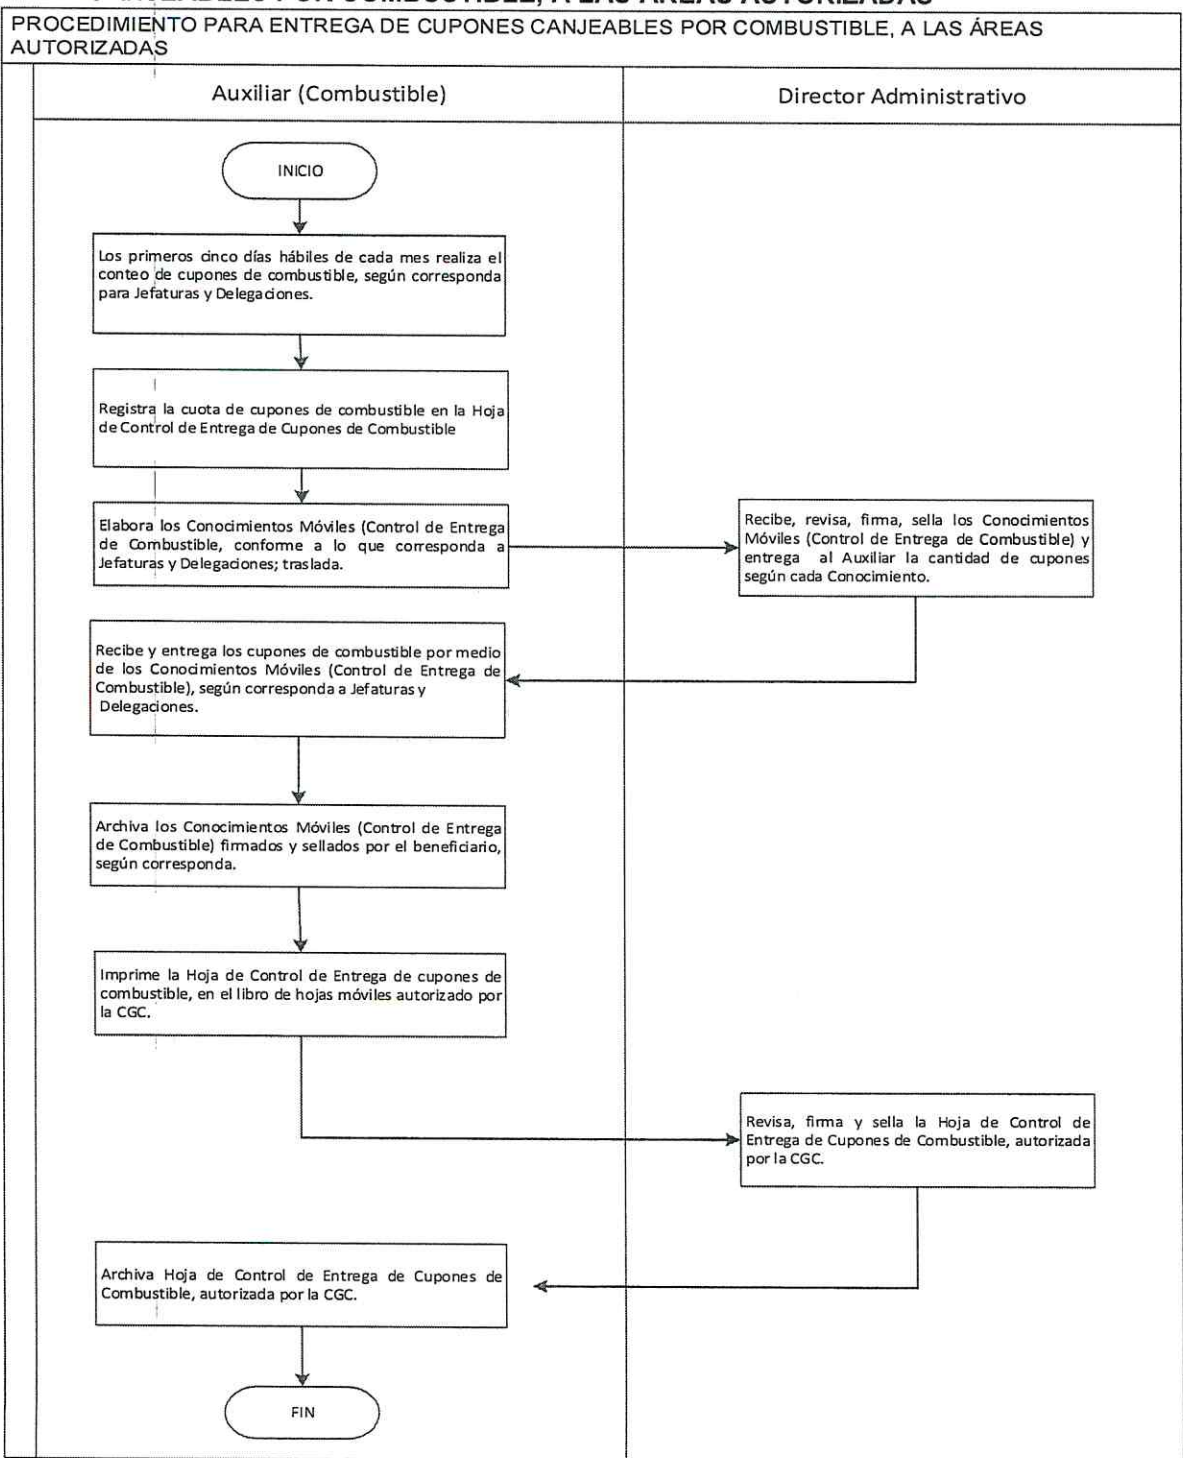 PROCEDIMIENTO PARA ENTREGA DE CUPONES CANJEABLES POR COMBUSTIBLE, A LAS ÁREAS
AUTORIZADAS
Auxiliar (Combustible)
Director Administrativo
INICIO
Los primeros cinco días hábiles de cada mes realiza el
conteo de cupones de combustible, según corresponda
para Jefaturas y Delegaciones.
Registra la cuota de cupones de combustible en la Hoja
de Control de Entrega de Cupones de Combustible
Elabora los Conocimientos Móviles (Control de Entrega
de Combustible, conforme a lo que corresponda a
Jefaturas y Delegaciones; traslada.
Recibe, revisa, firma, sella los Conocimientos
Móviles (Control de Entrega de Combustible) y
entrega al Auxiliar la cantidad de cupones
según cada Conocimiento.
Recibe y entrega los cupones de combustible por medio
de los Conocimientos Móviles (Control de Entrega de
Combustible), según corresponda a Jefaturas y
Delegaciones.
Archiva los Conocimientos Móviles (Control de Entrega
de Combustible) firmados y sellados por el beneficiario,
según corresponda.
Imprime la Hoja de Control de Entrega de cupones de
combustible, en el libro de hojas móviles autorizado por
la CGC.
Revisa, firma y sella la Hoja de Control de
Entrega de Cupones de Combustible, autorizada
por la CGC.
Archiva Hoja de Control de Entrega de Cupones de
Combustible, autorizada por la CGC.
FIN